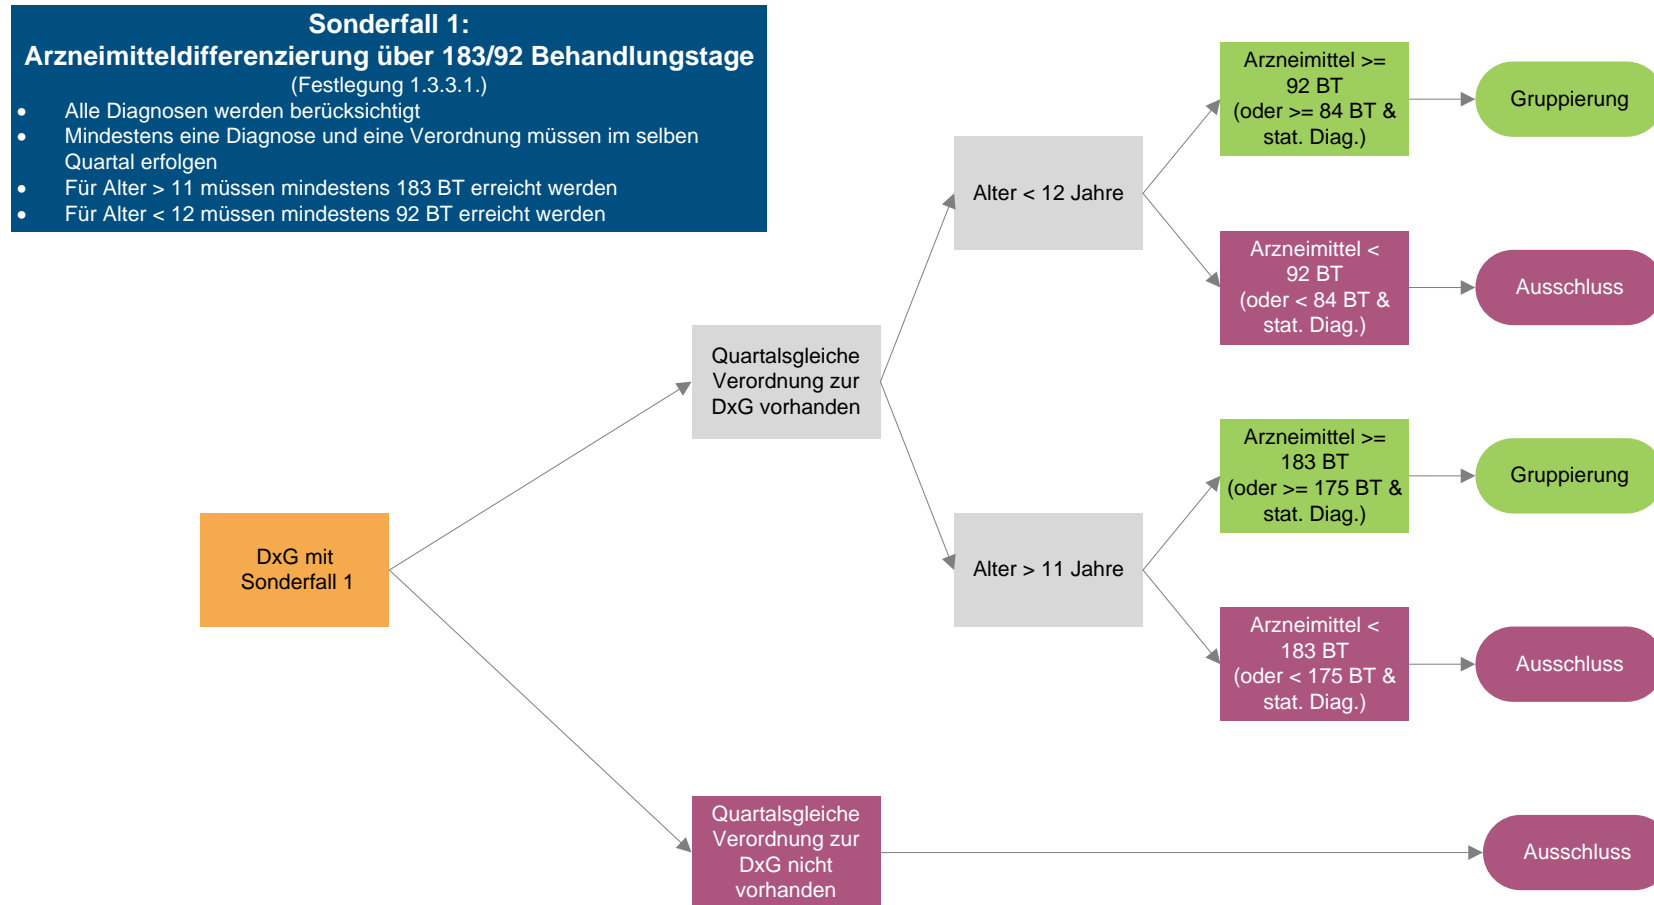 Sonderfall 1:
Arzneimitteldifferenzierung über 183/92 Behandlungstage
(Festlegung 1.3.3.1.)
• Alle Diagnosen werden berücksichtigt
• Mindestens eine Diagnose und eine Verordnung müssen im selben
Quartal erfolgen
• Für Alter > 11 müssen mindestens 183 BT erreicht werden
• Für Alter < 12 müssen mindestens 92 BT erreicht werden
DxG mit
Sonderfall 1
Quartalsgleiche
Verordnung zur
DxG vorhanden
Alter < 12 Jahre
Arzneimittel >=
92 BT
(oder >= 84 BT &
stat. Diag.)
Gruppierung
Arzneimittel <
92 BT
(oder < 84 BT &
stat. Diag.)
Ausschluss
Alter > 11 Jahre
Arzneimittel >=
183 BT
(oder >= 175 BT &
stat. Diag.)
Gruppierung
Arzneimittel <
183 BT
(oder < 175 BT &
stat. Diag.)
Ausschluss
Quartalsgleiche
Verordnung zur
DxG nicht
vorhanden
Ausschluss